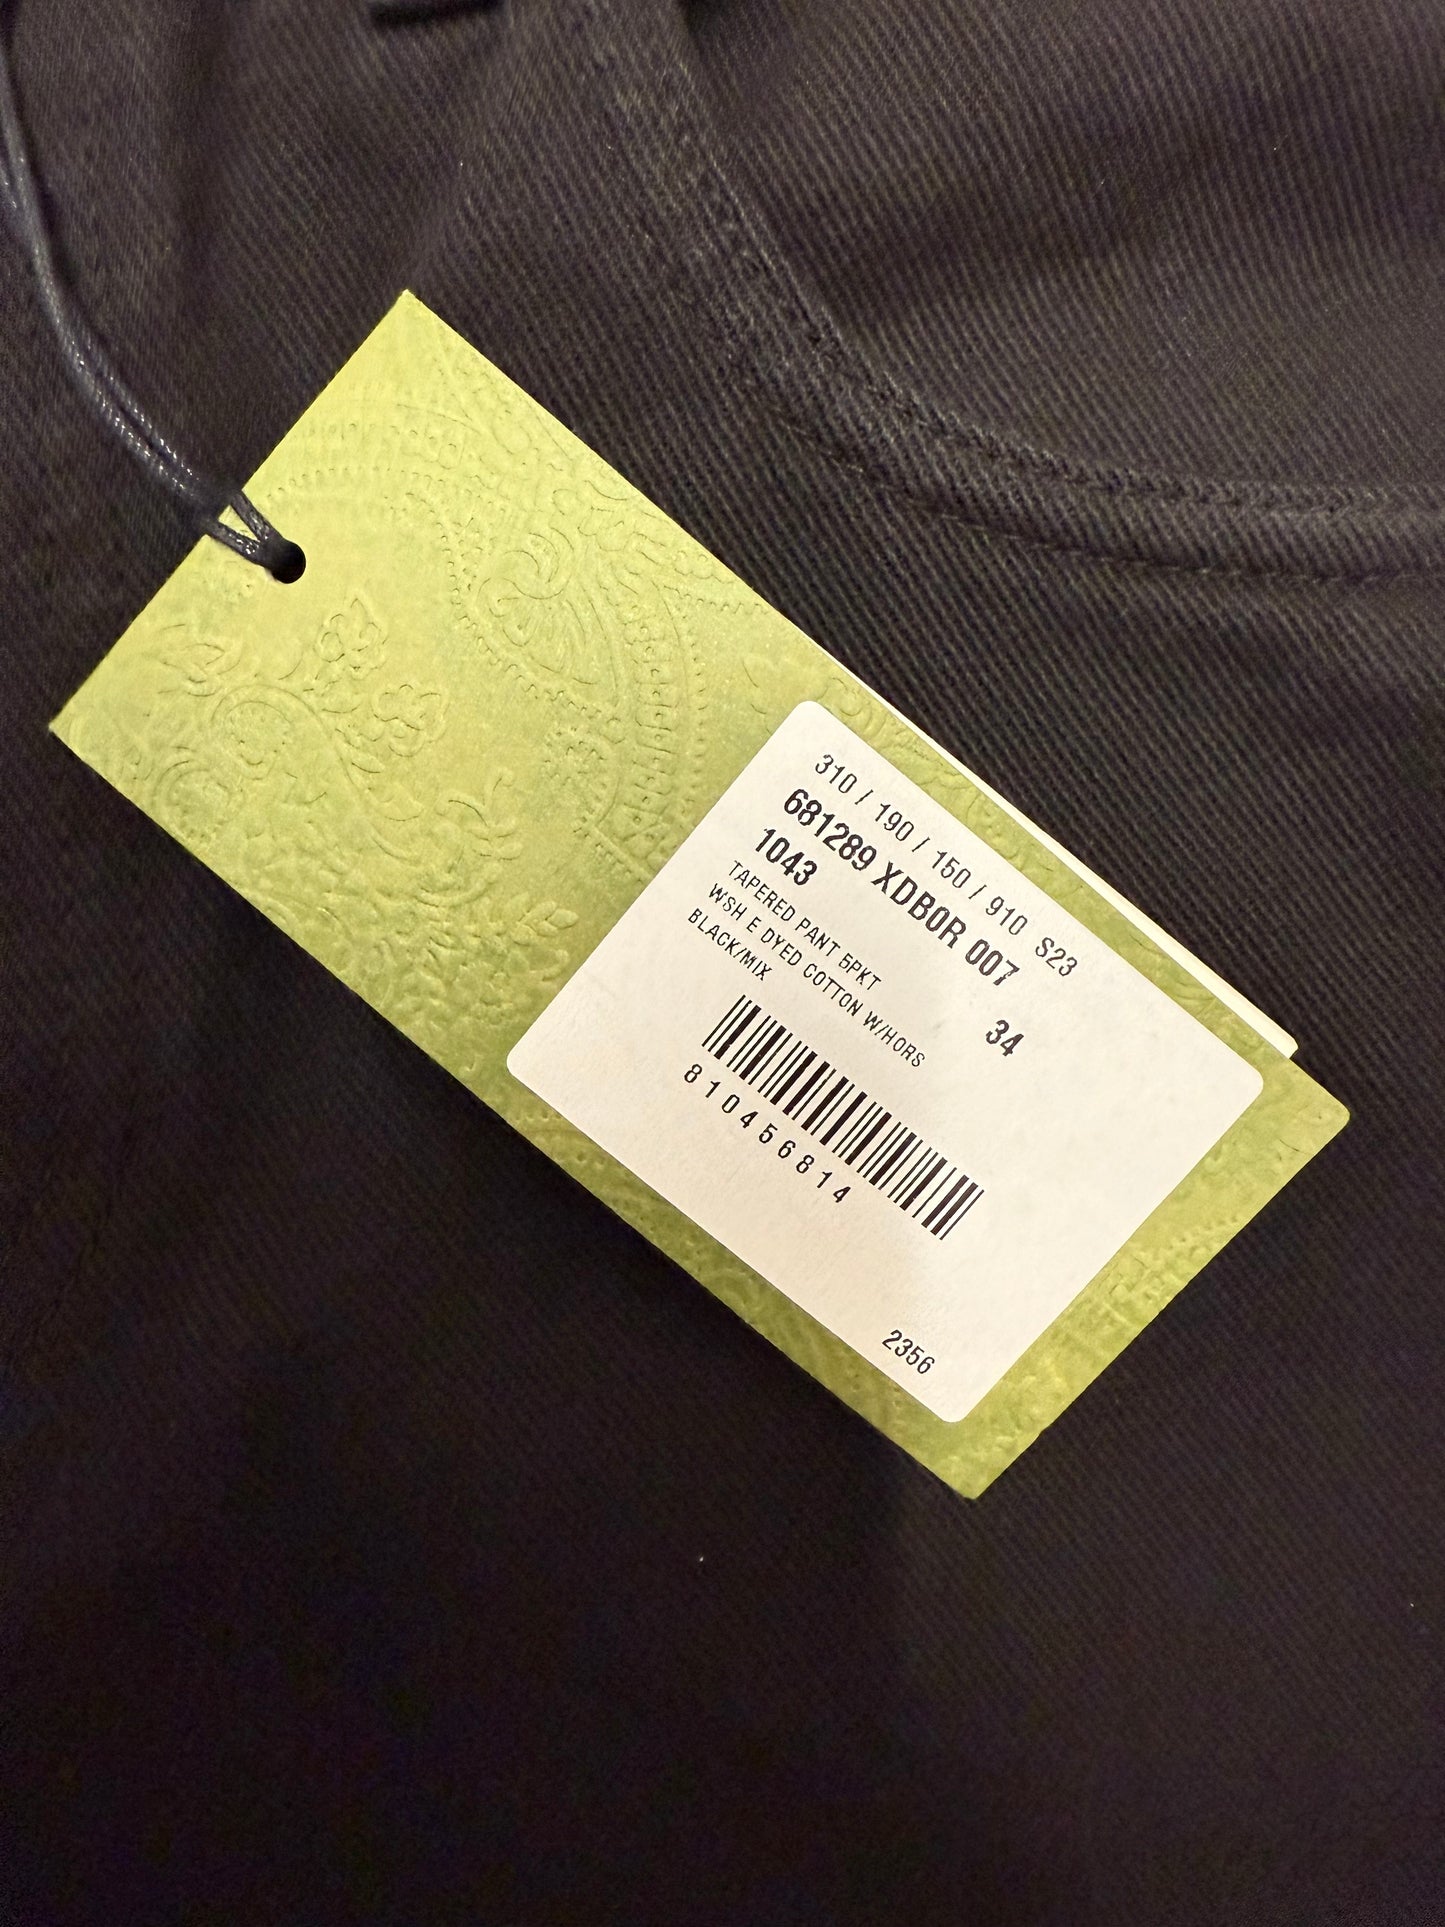 310 / 190 / 150 / 910 S23
681289 XDB0R 007
1043 34
TAPERED PANT 5PKT
WSH E DYED COTTON W/HORS
BLACK/MIX
810456814
2356